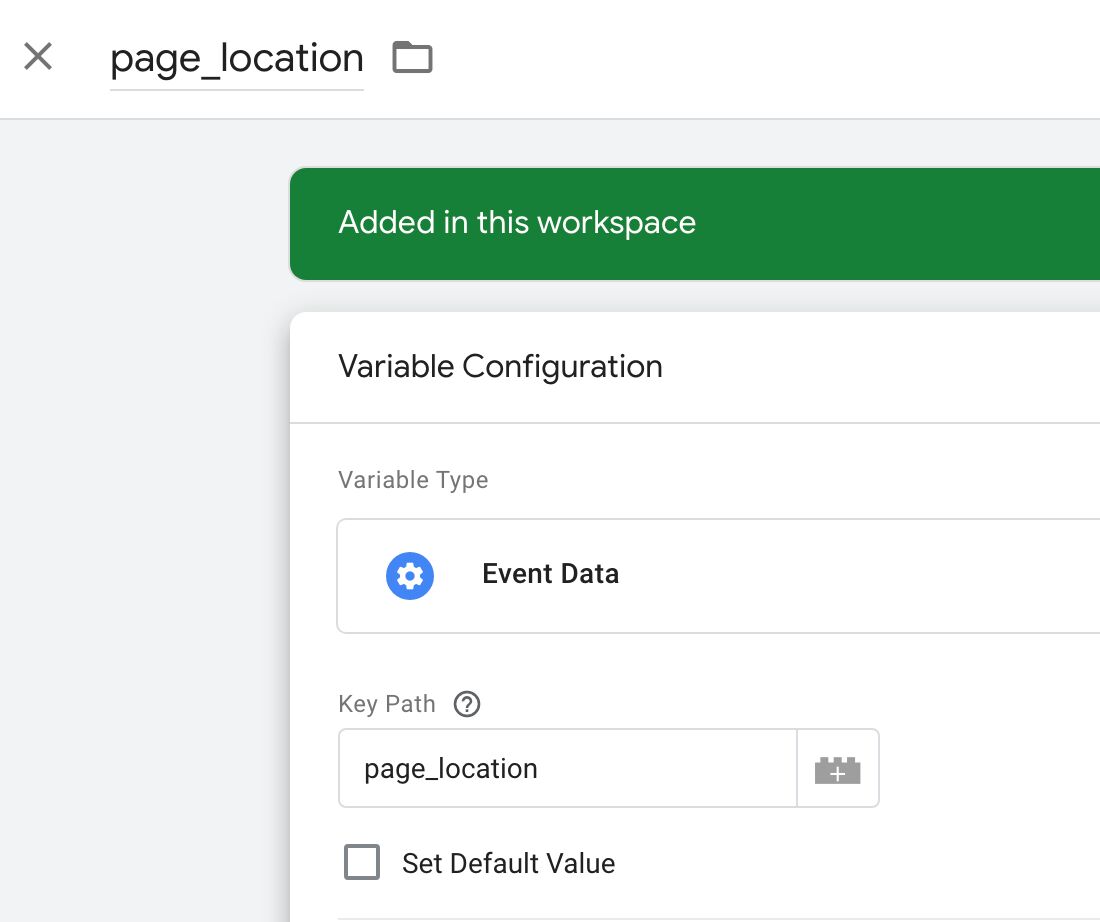 page_location
Added in this workspace
Variable Configuration
Variable Type
Event Data
Key Path
page_location
Set Default Value